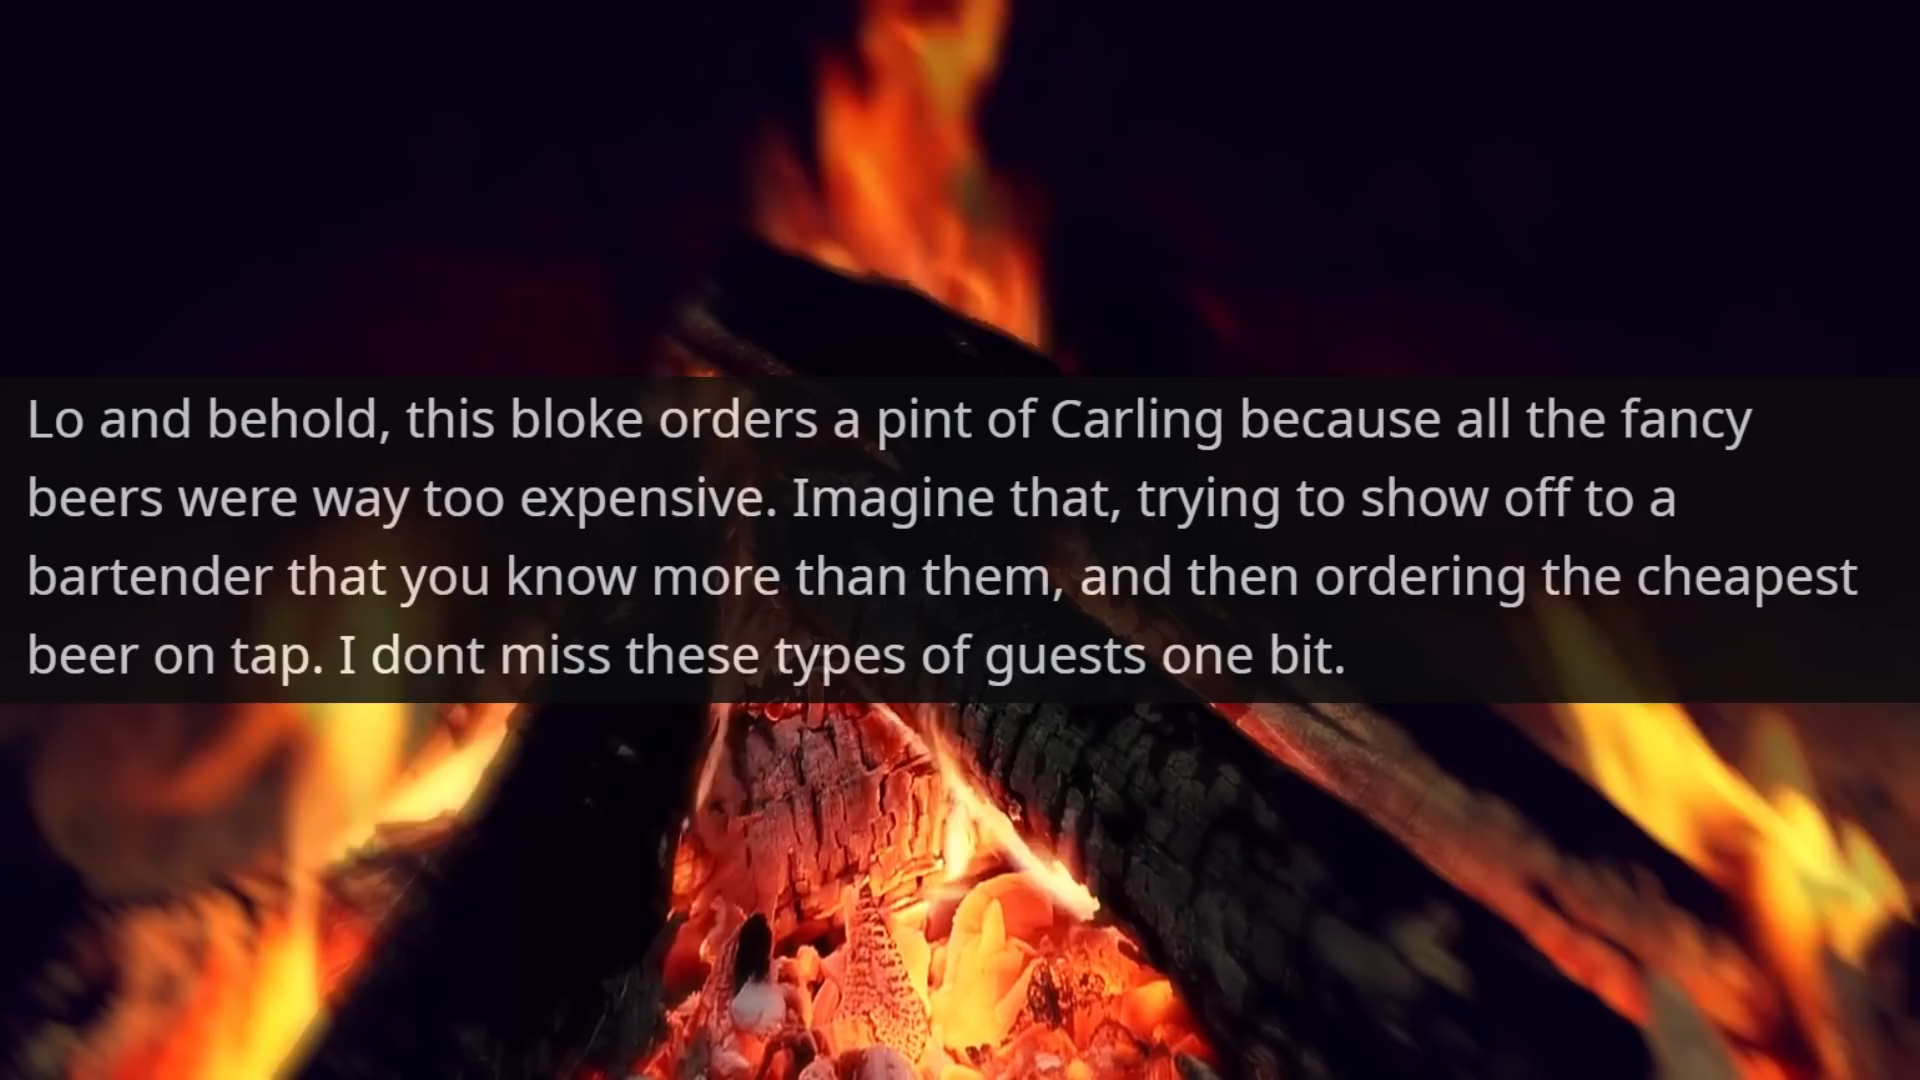 Lo and behold, this bloke orders a pint of Carling because all the fancy
beers were way too expensive. Imagine that, trying to show off to a
bartender that you know more than them, and then ordering the cheapest
beer on tap. I dont miss these types of guests one bit.